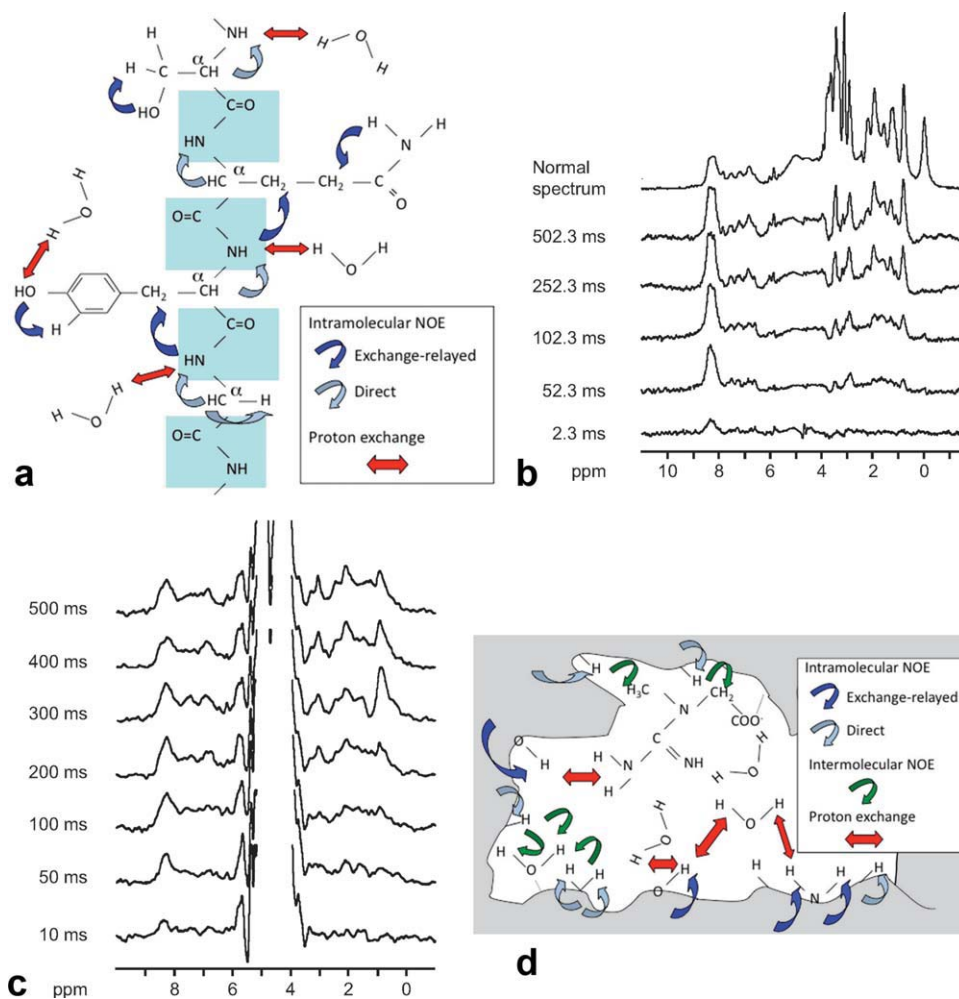 NH
H
O
H
H
H
C
α
CH
HO
C=O
H
H
N
HN
α
HC
CH₂
CH₂
C
O
H
O
H
O=C
NH
H
H
O
α
HO
CH₂
CH
H
C=O
HN
H
H
O
α
HC
H
O=C
NH
Intramolecular NOE
Exchange-relayed
Direct
Proton exchange
a
Normal
spectrum
502.3 ms
252.3 ms
102.3 ms
52.3 ms
2.3 ms
ppm 10 8 6 4 2 0
b
500 ms
400 ms
300 ms
200 ms
100 ms
50 ms
10 ms
ppm 8 6 4 2 0
c
H
H
H₃C
CH₂
N
COO⁻
O
H
H
N
H
C
NH
H
O
H
H
O
H
H
O
H
H
H
O
H
H
H
H
O
H
H
H
N
H
H
Intramolecular NOE
Exchange-relayed
Direct
Intermolecular NOE
Proton exchange
d